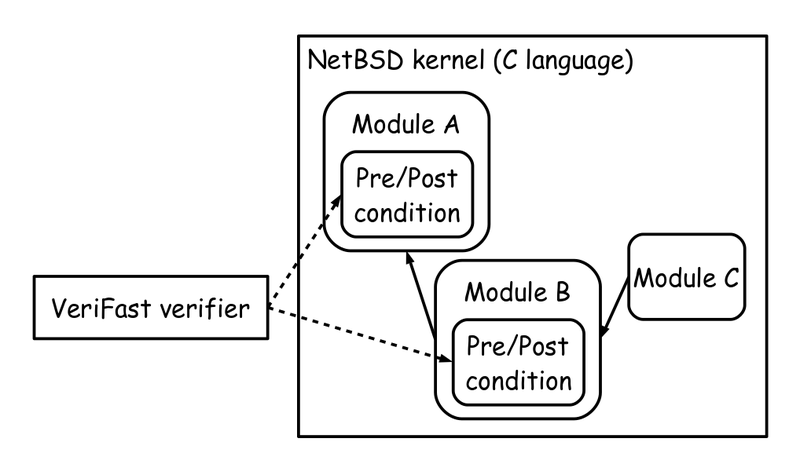 NetBSD kernel (C language)
Module A
Pre/Post
condition
VeriFast verifier
Module B
Pre/Post
condition
Module C